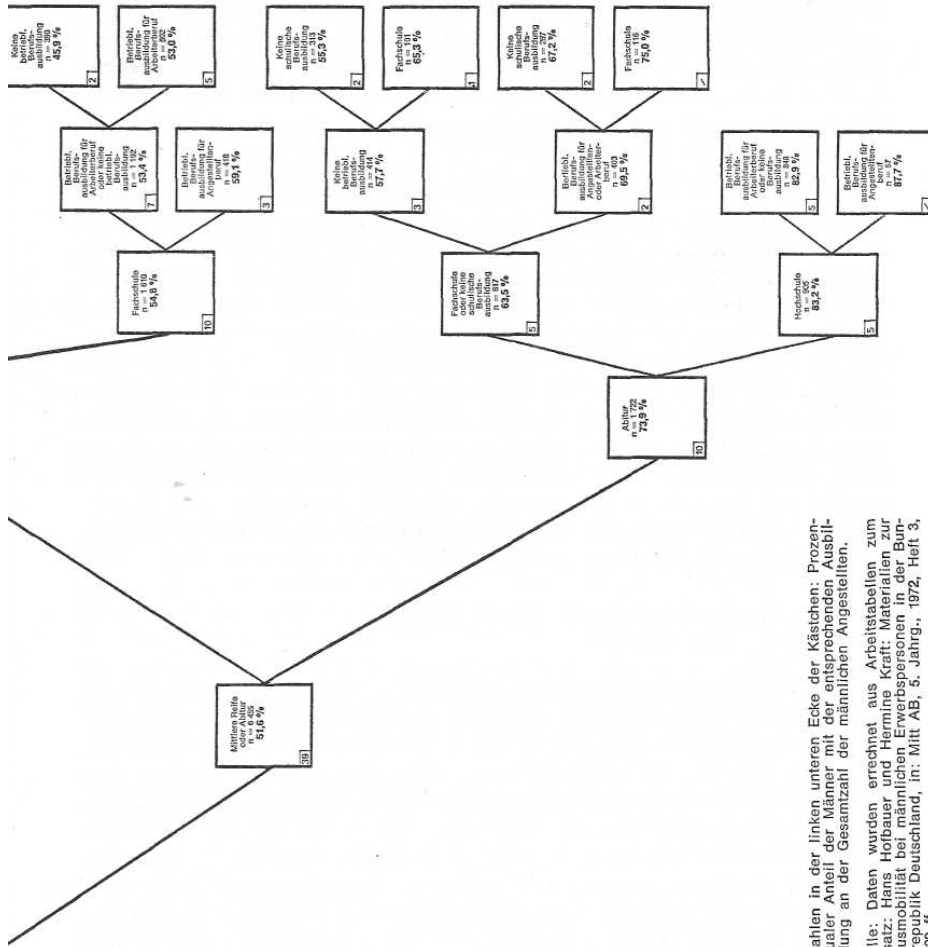 Keine
betriebl.
Berufs-
ausbildung
45,9 %
2
Betriebl.
Berufs-
ausbildung für
Arbeiterberuf
53,0 %
5
Keine
schulische
Berufs-
ausbildung
n = 313
55,3 %
2
Fachschule
n = 101
65,3 %
1
Keine
schulische
Berufs-
ausbildung
n = 287
67,2 %
2
Fachschule
n = 116
75,0 %
Betriebl.
Berufs-
ausbildung für
Arbeiterberuf
oder keine
betriebl.
Berufs-
ausbildung
n = 1 192
53,4 %
7
Betriebl.
Berufs-
ausbildung für
Angestellten-
beruf
n = 418
59,1 %
3
Keine
betriebl.
Berufs-
ausbildung
n = 414
57,7 %
3
Betriebl.
Berufs-
ausbildung für
Angestellten-
oder Arbeiter-
beruf
n = 403
69,5 %
2
Betriebl.
Berufs-
ausbildung für
Arbeiterberuf
oder keine
Berufs-
ausbildung
n = 848
82,9 %
5
Betriebl.
Berufs-
ausbildung für
Angestellten-
beruf
n = 57
87,7 %
Fachschule
n = 1 610
54,8 %
10
Fachschule
oder keine
schulische
Berufs-
ausbildung
n = 817
63,5 %
5
Hochschule
n = 905
83,2 %
5
Abitur
n = 1 722
73,9 %
10
Mittlere Reife
oder Abitur
n = 6 455
51,6 %
39
ahlen in der linken unteren Ecke der Kästchen: Prozen-
ualer Anteil der Männer mit der entsprechenden Ausbil-
ung an der Gesamtzahl der männlichen Angestellten.
lle: Daten wurden errechnet aus Arbeitstabellen zum
satz: Hans Hofbauer und Hermine Kraft: Materialien zur
usmobilität bei männlichen Erwerbspersonen in der Bun-
republik Deutschland, in: Mitt AB, 5. Jahrg., 1972, Heft 3,
ff.